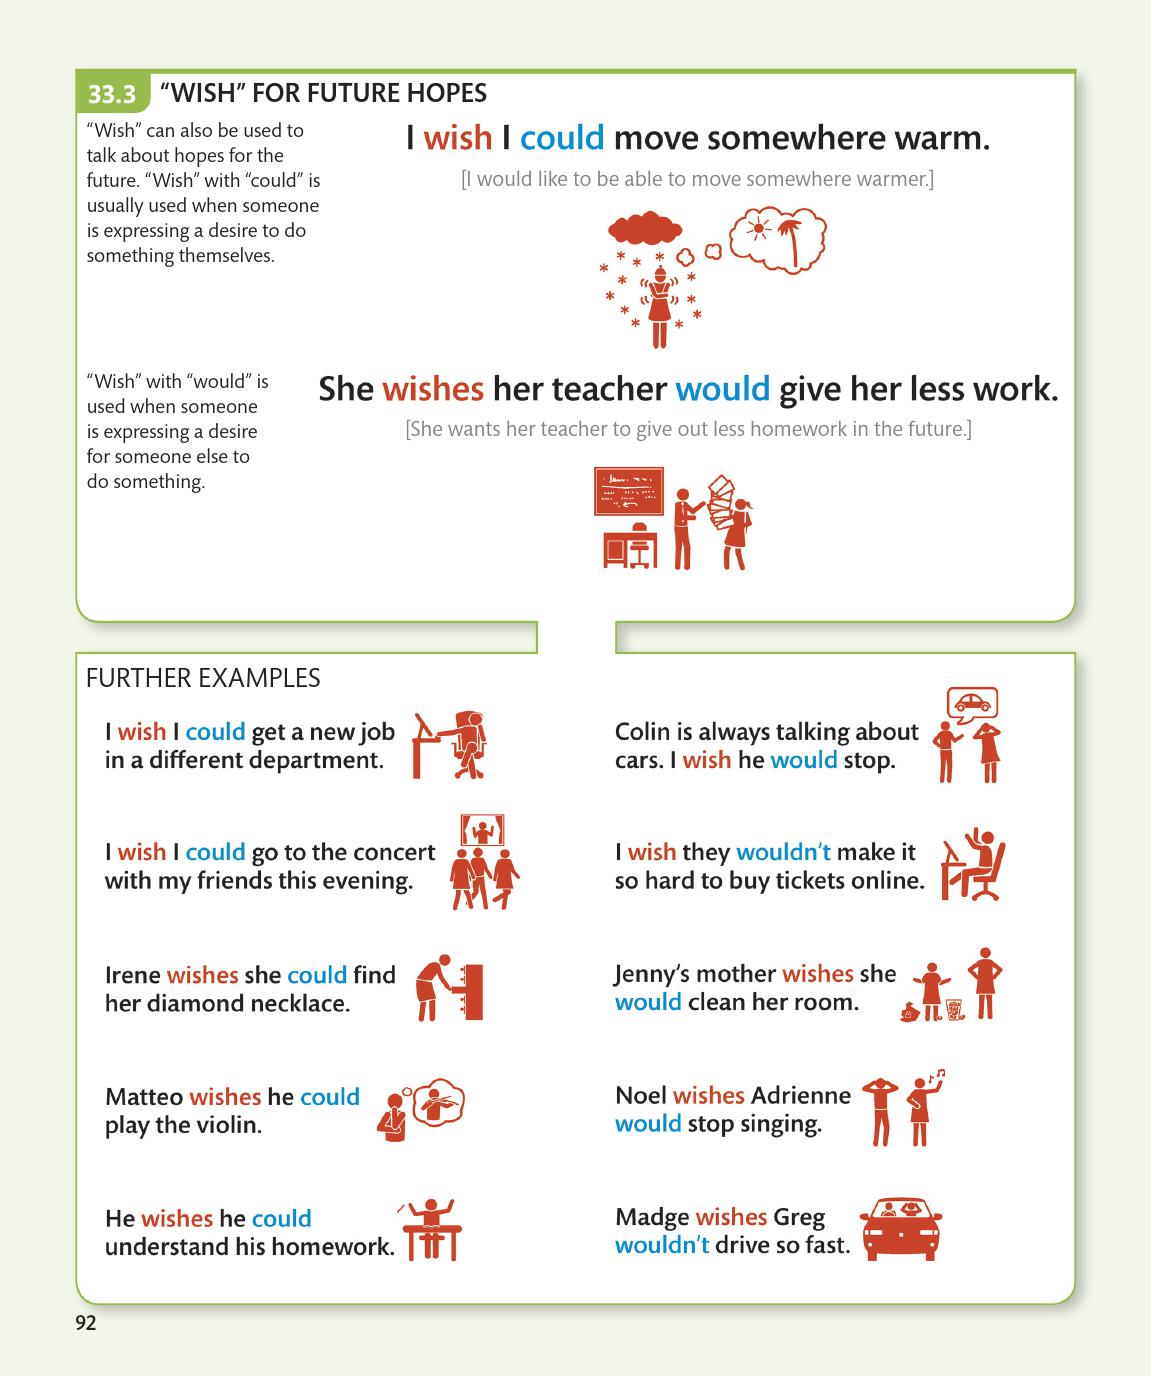 33.3 “WISH” FOR FUTURE HOPES
“Wish” can also be used to
talk about hopes for the
future. “Wish” with “could” is
usually used when someone
is expressing a desire to do
something themselves.
I wish I could move somewhere warm.
[I would like to be able to move somewhere warmer.]
“Wish” with “would” is
used when someone
is expressing a desire
for someone else to
do something.
She wishes her teacher would give her less work.
[She wants her teacher to give out less homework in the future.]
FURTHER EXAMPLES
I wish I could get a new job
in a different department.
I wish I could go to the concert
with my friends this evening.
Irene wishes she could find
her diamond necklace.
Matteo wishes he could
play the violin.
He wishes he could
understand his homework.
Colin is always talking about
cars. I wish he would stop.
I wish they wouldn’t make it
so hard to buy tickets online.
Jenny’s mother wishes she
would clean her room.
Noel wishes Adrienne
would stop singing.
Madge wishes Greg
wouldn’t drive so fast.
92